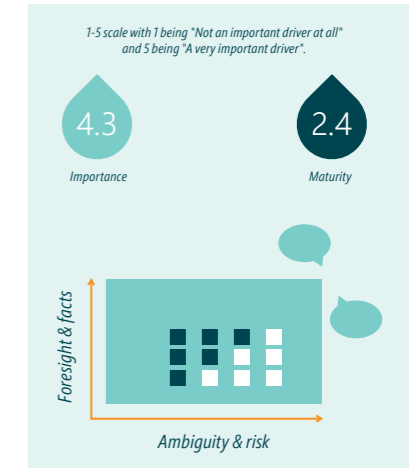 1-5 scale with 1 being "Not an important driver at all"
and 5 being "A very important driver".
4.3
2.4
Importance
Maturity
Foresight & facts
Ambiguity & risk